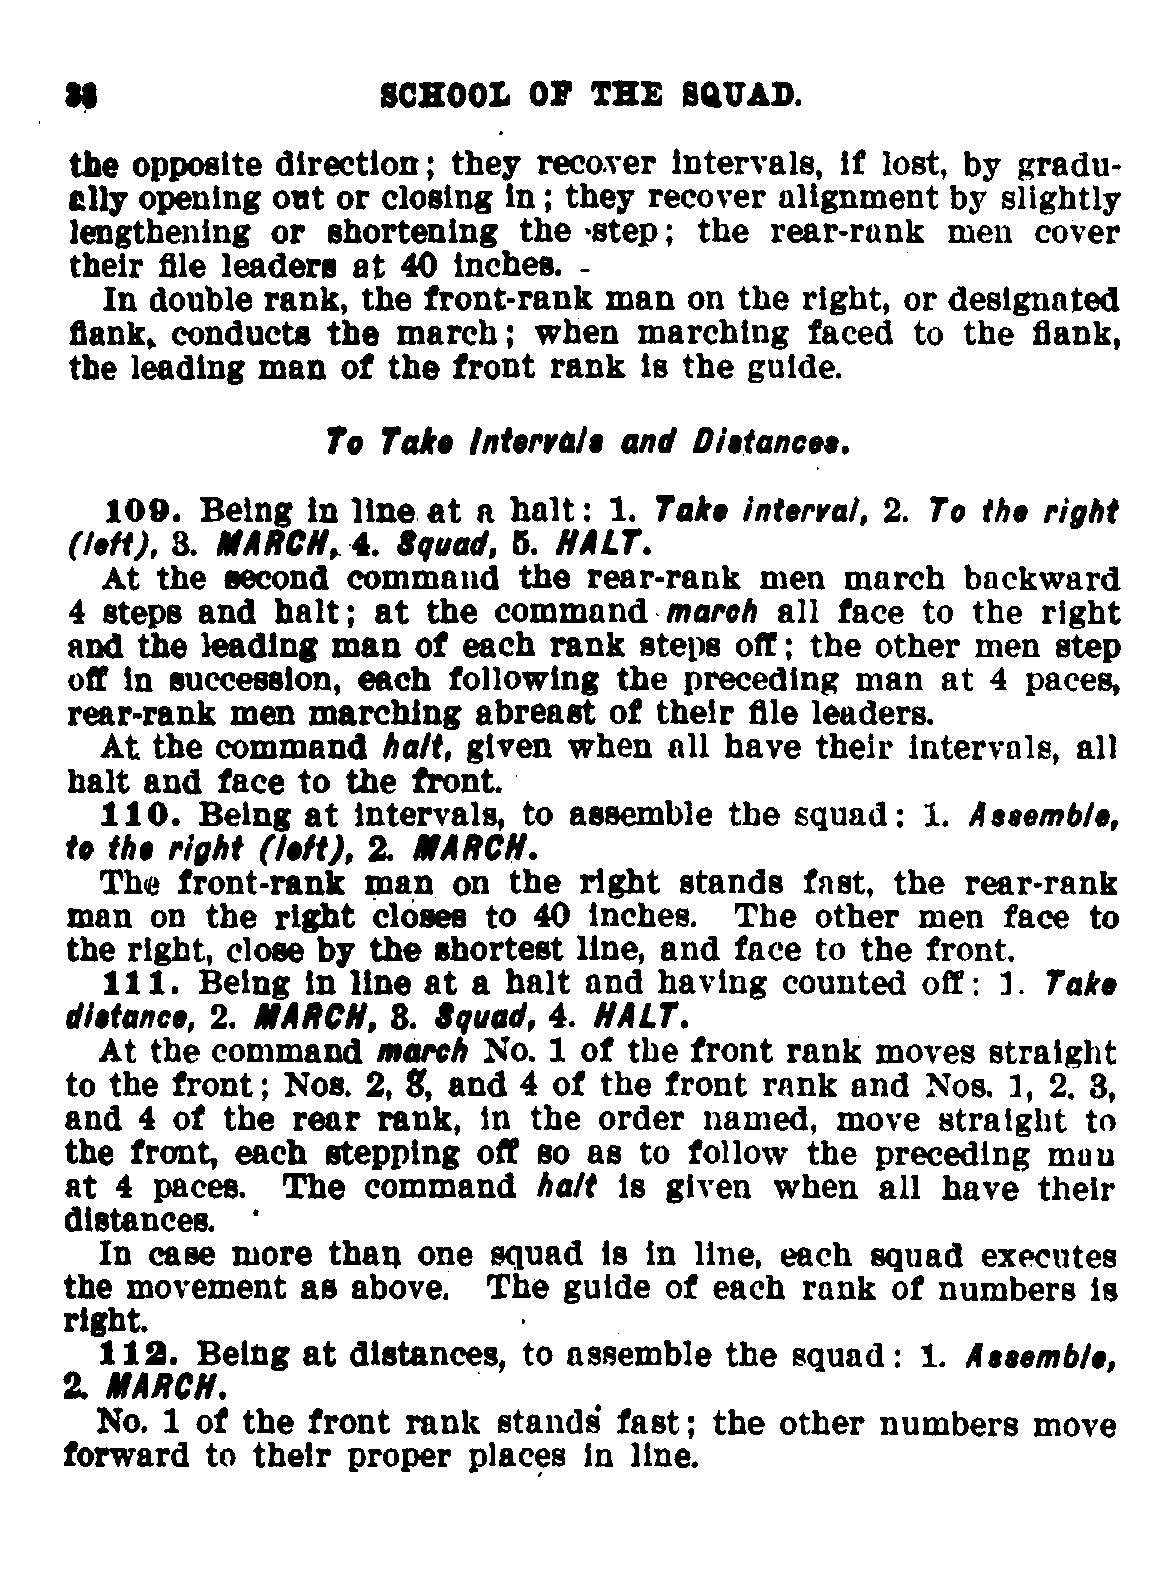 SCHOOL OF THE SQUAD.
the opposite direction; they recover intervals, if lost, by gradu-
ally opening out or closing in; they recover alignment by slightly
lengthening or shortening the step; the rear-rank men cover
their file leaders at 40 inches.
In double rank, the front-rank man on the right, or designated
flank, conducts the march; when marching faced to the flank,
the leading man of the front rank is the guide.
To Take Intervals and Distances.
109. Being in line at a halt: 1. Take interval, 2. To the right
(left), 3. MARCH, 4. Squad, 5. HALT.
At the second command the rear-rank men march backward
4 steps and halt; at the command march all face to the right
and the leading man of each rank steps off; the other men step
off in succession, each following the preceding man at 4 paces,
rear-rank men marching abreast of their file leaders.
At the command halt, given when all have their intervals, all
halt and face to the front.
110. Being at intervals, to assemble the squad: 1. Assemble,
to the right (left), 2. MARCH.
The front-rank man on the right stands fast, the rear-rank
man on the right closes to 40 inches. The other men face to
the right, close by the shortest line, and face to the front.
111. Being in line at a halt and having counted off: 1. Take
distance, 2. MARCH, 3. Squad, 4. HALT.
At the command march No. 1 of the front rank moves straight
to the front; Nos. 2, 3, and 4 of the front rank and Nos. 1, 2, 3,
and 4 of the rear rank, in the order named, move straight to
the front, each stepping off so as to follow the preceding man
at 4 paces. The command halt is given when all have their
distances.
In case more than one squad is in line, each squad executes
the movement as above. The guide of each rank of numbers is
right.
112. Being at distances, to assemble the squad: 1. Assemble,
2. MARCH.
No. 1 of the front rank stands fast; the other numbers move
forward to their proper places in line.